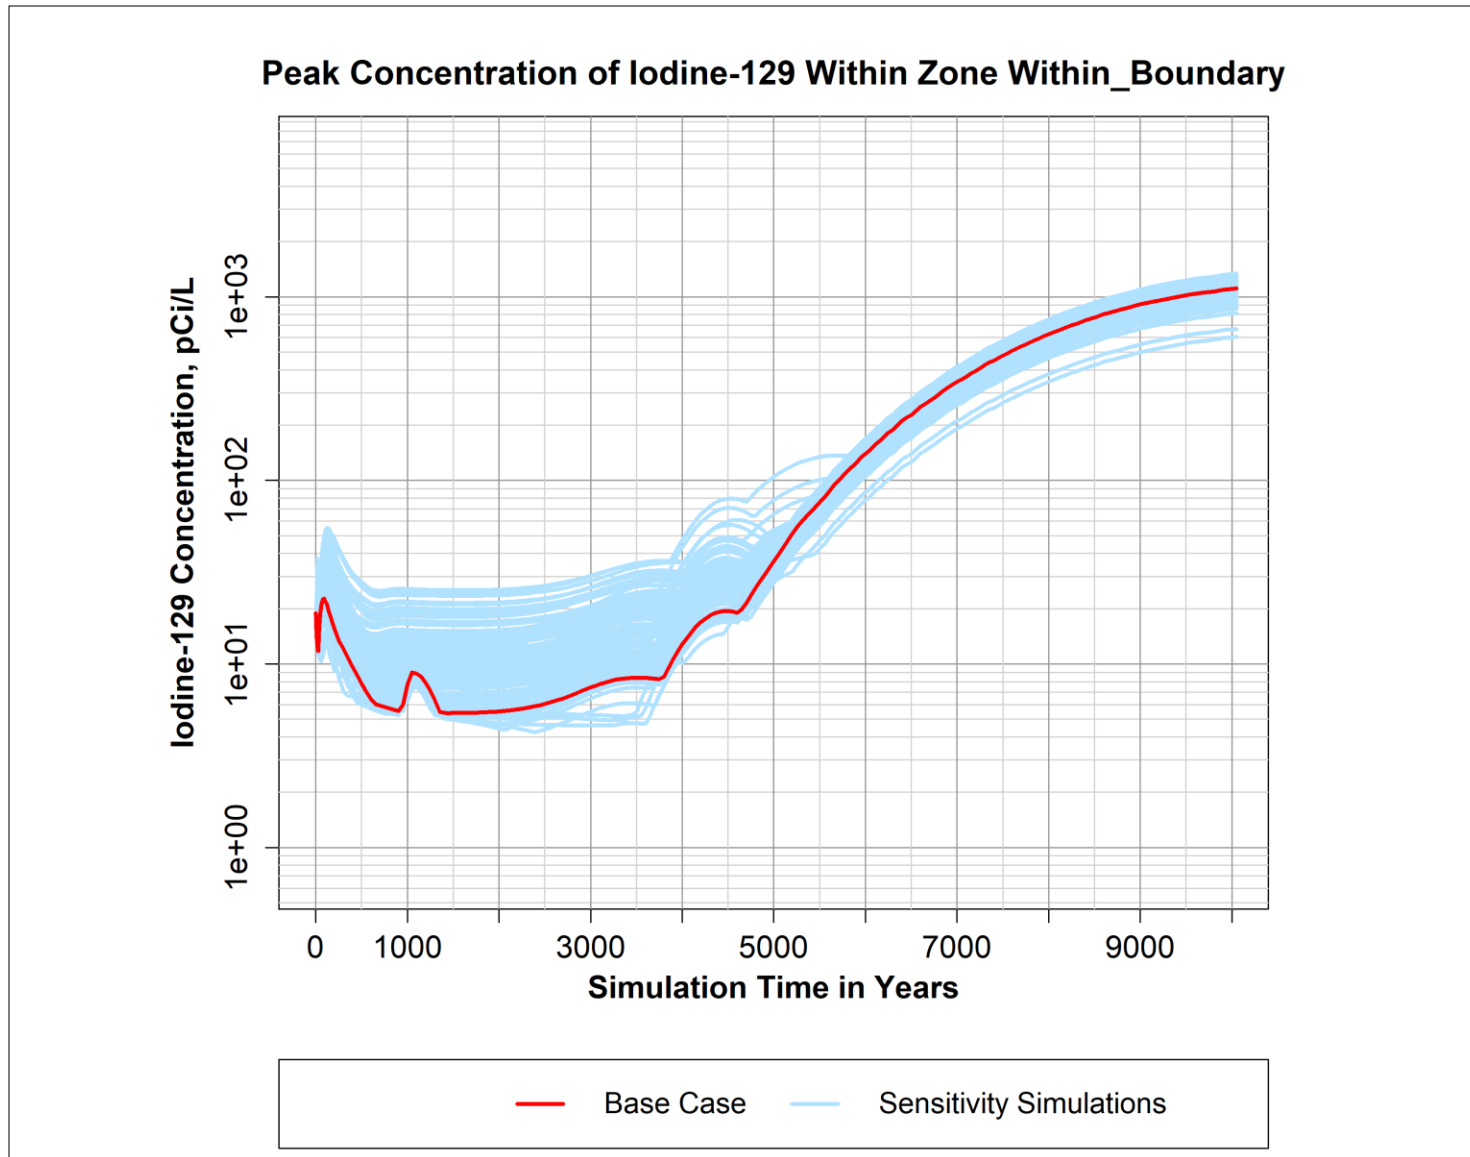 Peak Concentration of Iodine-129 Within Zone Within_Boundary
Iodine-129 Concentration, pCi/L
1e+03
1e+02
1e+01
1e+00
0 1000 3000 5000 7000 9000
Simulation Time in Years
Base Case Sensitivity Simulations